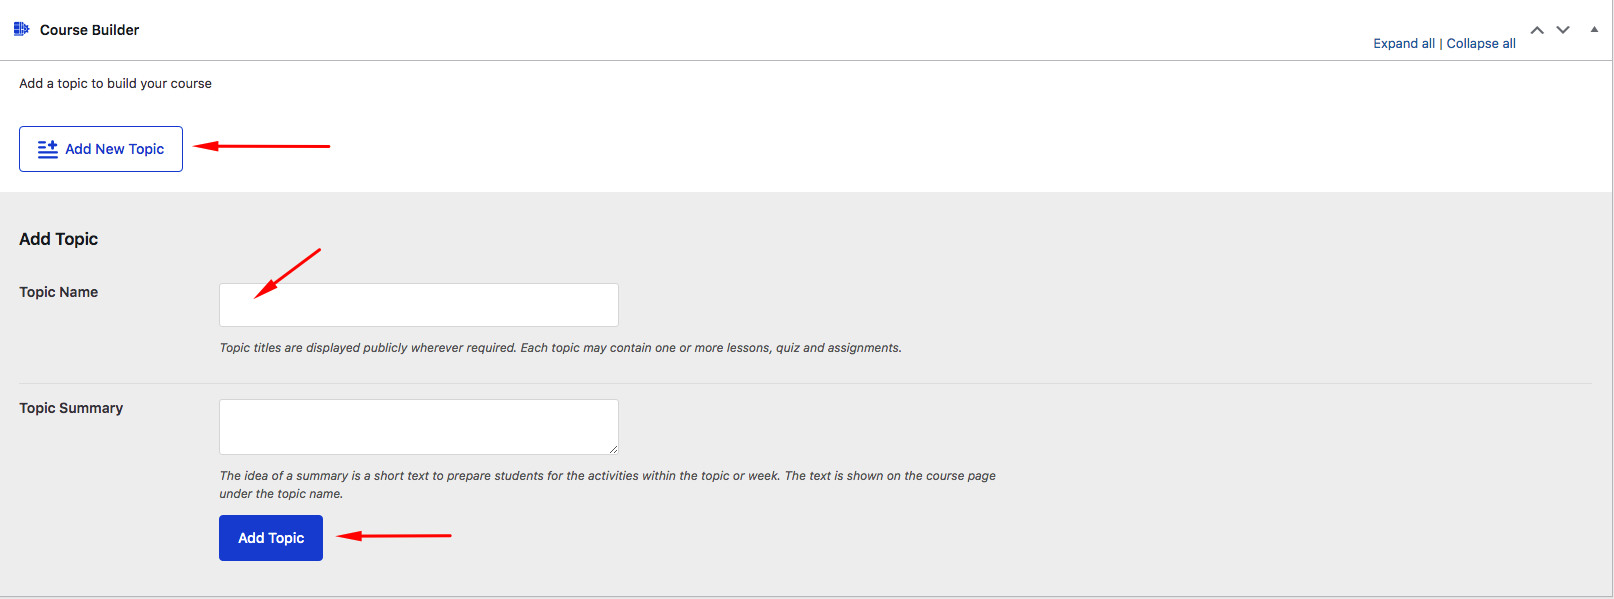 Course Builder
Expand all | Collapse all
Add a topic to build your course
Add New Topic
Add Topic
Topic Name
Topic titles are displayed publicly wherever required. Each topic may contain one or more lessons, quiz and assignments.
Topic Summary
The idea of a summary is a short text to prepare students for the activities within the topic or week. The text is shown on the course page
under the topic name.
Add Topic